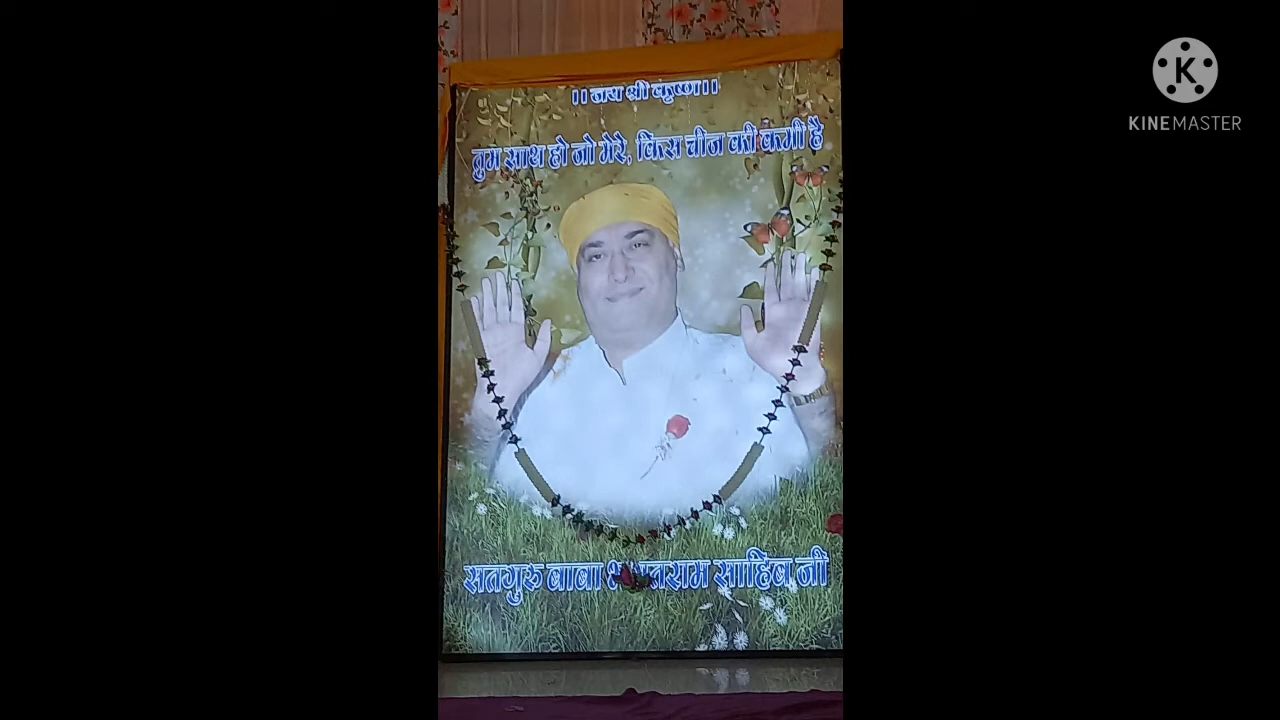 ।। जय श्री कृष्ण ।।
तुम साथ हो जो मेरे, किस चीज की कमी है
सतगुरु बाबा साहिब जी
K
KINEMASTER